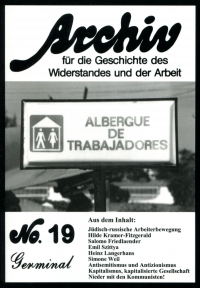 Archiv
für die Geschichte des
Widerstandes und der Arbeit
ALBERGUE
DE
TRABAJADORES
No. 19
Germinal
Aus dem Inhalt:
Jüdisch-russische Arbeiterbewegung
Hilde Kramer-Fitzgerald
Salomo Friedlaender
Emil Szittya
Heinz Langerhans
Simone Weil
Antisemitismus und Antizionismus
Kapitalismus, kapitalisierte Gesellschaft
Nieder mit den Kommunisten!